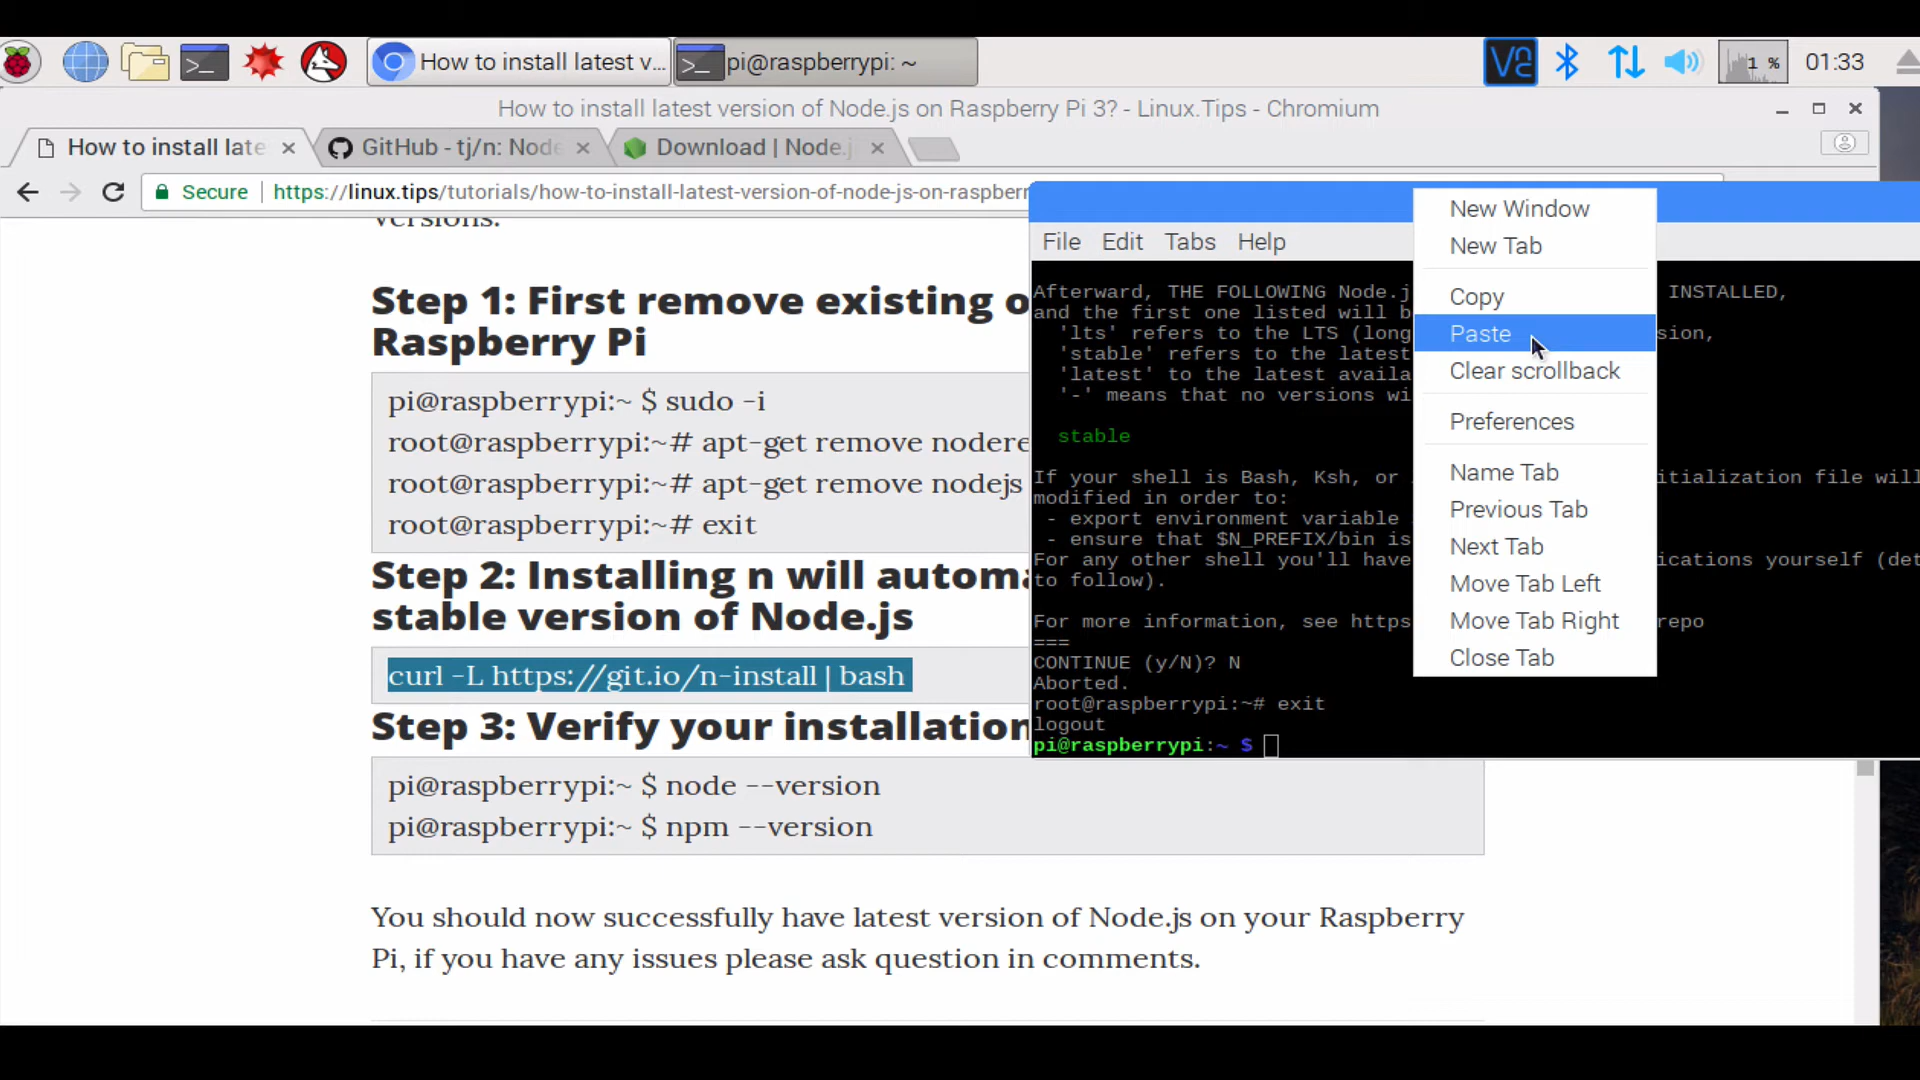 How to install latest v...
pi@raspberrypi: ~
1 %
01:33
How to install latest version of Node.js on Raspberry Pi 3? - Linux.Tips - Chromium
How to install late
GitHub - tj/n: Node
Download | Node.j
Secure
https://linux.tips/tutorials/how-to-install-latest-version-of-node-js-on-raspberr
versions.
Step 1: First remove existing o
Raspberry Pi
pi@raspberrypi:~ $ sudo -i
root@raspberrypi:~# apt-get remove nodere
root@raspberrypi:~# apt-get remove nodejs
root@raspberrypi:~# exit
Step 2: Installing n will automa
stable version of Node.js
curl -L https://git.io/n-install | bash
Step 3: Verify your installation
pi@raspberrypi:~ $ node --version
pi@raspberrypi:~ $ npm --version
You should now successfully have latest version of Node.js on your Raspberry
Pi, if you have any issues please ask question in comments.
File Edit Tabs Help
Afterward, THE FOLLOWING Node.j INSTALLED,
and the first one listed will b
'lts' refers to the LTS (long sion,
'stable' refers to the latest
'latest' to the latest availa
'-' means that no versions wi
stable
If your shell is Bash, Ksh, or itialization file will
modified in order to:
- export environment variable
- ensure that $N_PREFIX/bin is
For any other shell you'll have ications yourself (det
to follow).
For more information, see https repo
===
CONTINUE (y/N)? N
Aborted.
root@raspberrypi:~# exit
logout
pi@raspberrypi:~ $
New Window
New Tab
Copy
Paste
Clear scrollback
Preferences
Name Tab
Previous Tab
Next Tab
Move Tab Left
Move Tab Right
Close Tab